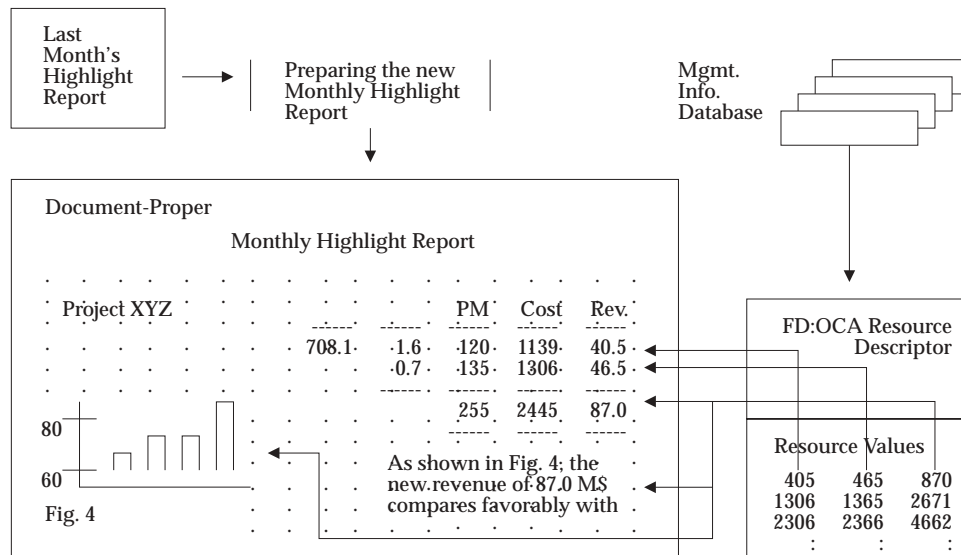 Last
Month's
Highlight
Report
Preparing the new
Monthly Highlight
Report
Mgmt.
Info.
Database
Document-Proper
Monthly Highlight Report
Project XYZ PM Cost Rev.
------ ------ ------ ------ ------
708.1 1.6 120 1139 40.5
0.7 135 1306 46.5
------ ------ ------ ------
255 2445 87.0
------ ------ ------
80
60
Fig. 4
As shown in Fig. 4; the
new revenue of 87.0 M$
compares favorably with
FD:OCA Resource
Descriptor
Resource Values
405 465 870
1306 1365 2671
2306 2366 4662
: : :